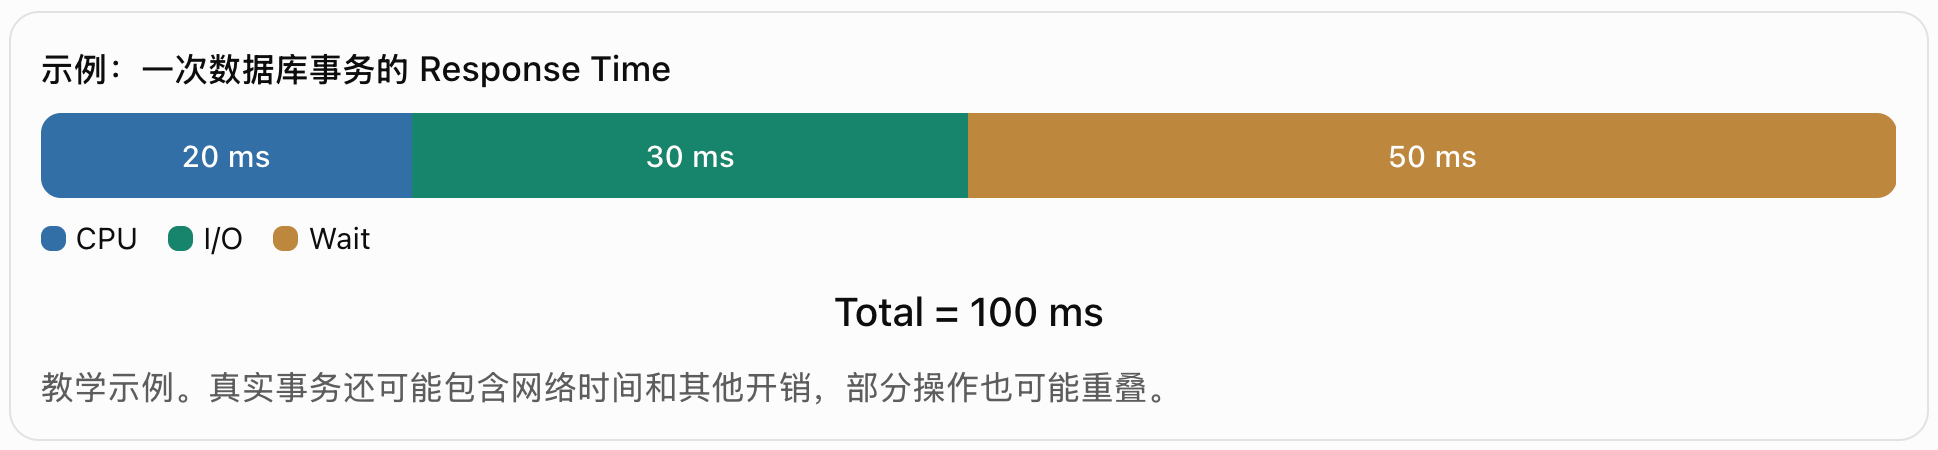 示例：一次数据库事务的 Response Time
20 ms 30 ms 50 ms
CPU I/O Wait
Total = 100 ms
教学示例。真实事务还可能包含网络时间和其他开销，部分操作也可能重叠。